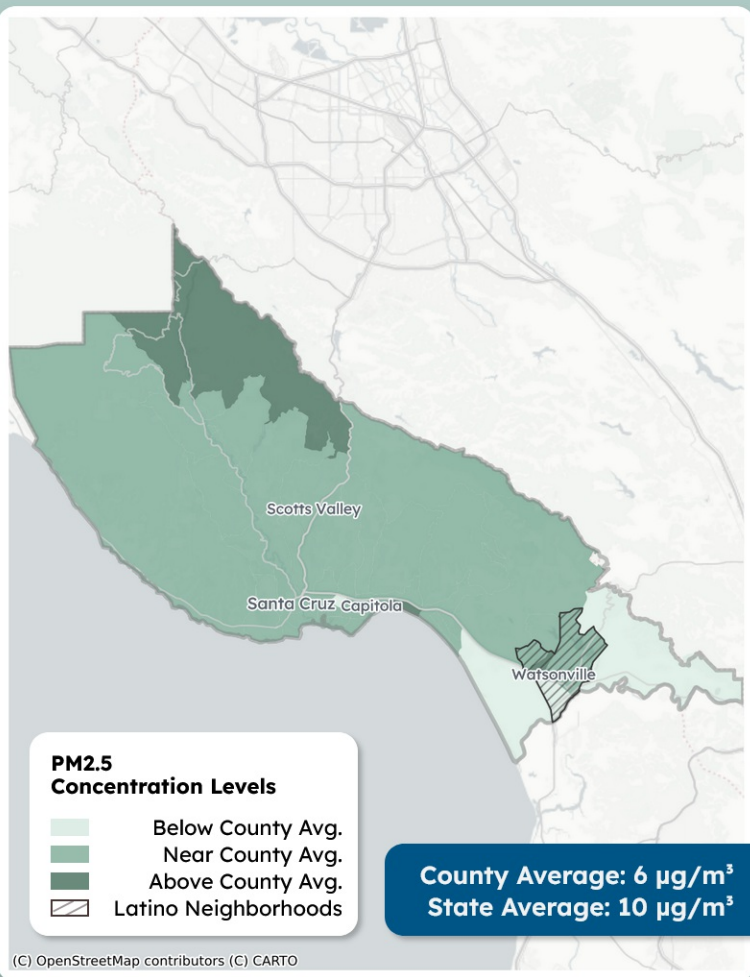 Scotts Valley
Santa Cruz
Capitola
Watsonville
PM2.5
Concentration Levels
Below County Avg.
Near County Avg.
Above County Avg.
Latino Neighborhoods
County Average: 6 µg/m³
State Average: 10 µg/m³
(C) OpenStreetMap contributors (C) CARTO